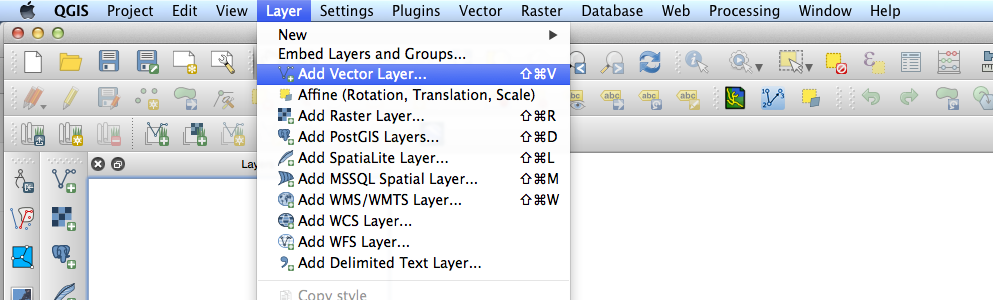 QGIS Project Edit View Layer Settings Plugins Vector Raster Database Web Processing Window Help
New
Embed Layers and Groups...
Add Vector Layer... ⇧⌘V
Affine (Rotation, Translation, Scale)
Add Raster Layer... ⇧⌘R
Add PostGIS Layers... ⇧⌘D
Add SpatiaLite Layer... ⇧⌘L
Lay
Add MSSQL Spatial Layer... ⇧⌘M
Add WMS/WMTS Layer... ⇧⌘W
Add WCS Layer...
Add WFS Layer...
Add Delimited Text Layer...
Copy style